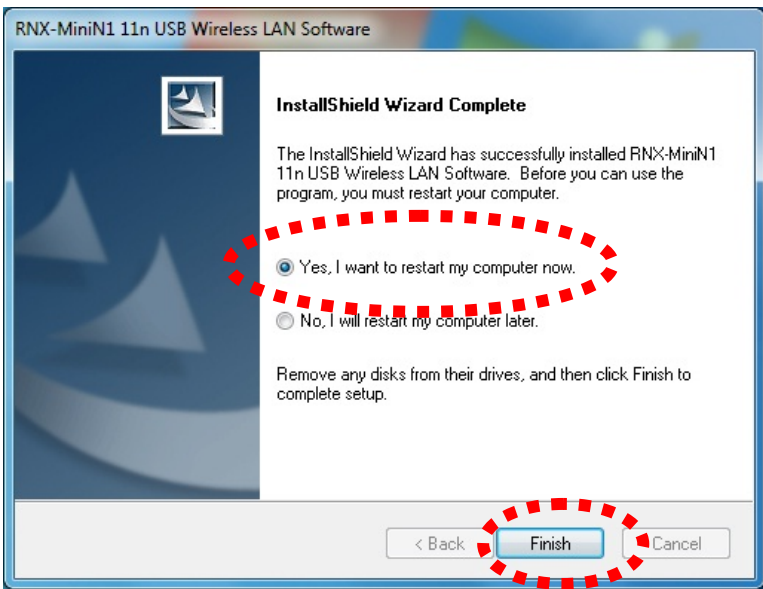 RNX-MiniN1 11n USB Wireless LAN Software
InstallShield Wizard Complete
The InstallShield Wizard has successfully installed RNX-MiniN1
11n USB Wireless LAN Software. Before you can use the
program, you must restart your computer.
Yes, I want to restart my computer now.
No, I will restart my computer later.
Remove any disks from their drives, and then click Finish to
complete setup.
< Back Finish Cancel